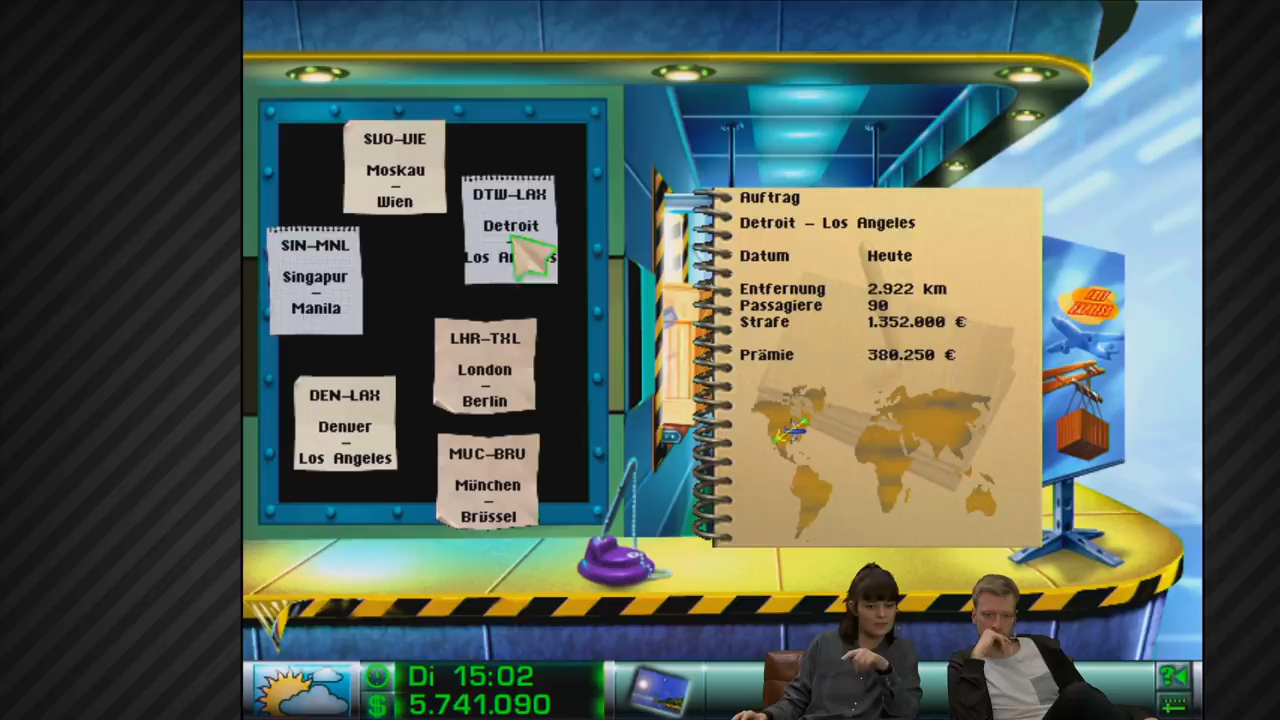 SVO-VIE
Moskau
–
Wien
DTW-LAX
Detroit
Los
SIN-MNL
Singapur
–
Manila
LHR-TXL
London
–
Berlin
DEN-LAX
Denver
–
Los Angeles
MUC-BRU
München
–
Brüssel
Auftrag
Detroit – Los Angeles
Datum Heute
Entfernung 2.922 km
Passagiere 90
Strafe 1.352.000 €
Prämie 380.250 €
EXPRESS
Di 15:02
$ 5.741.090
?